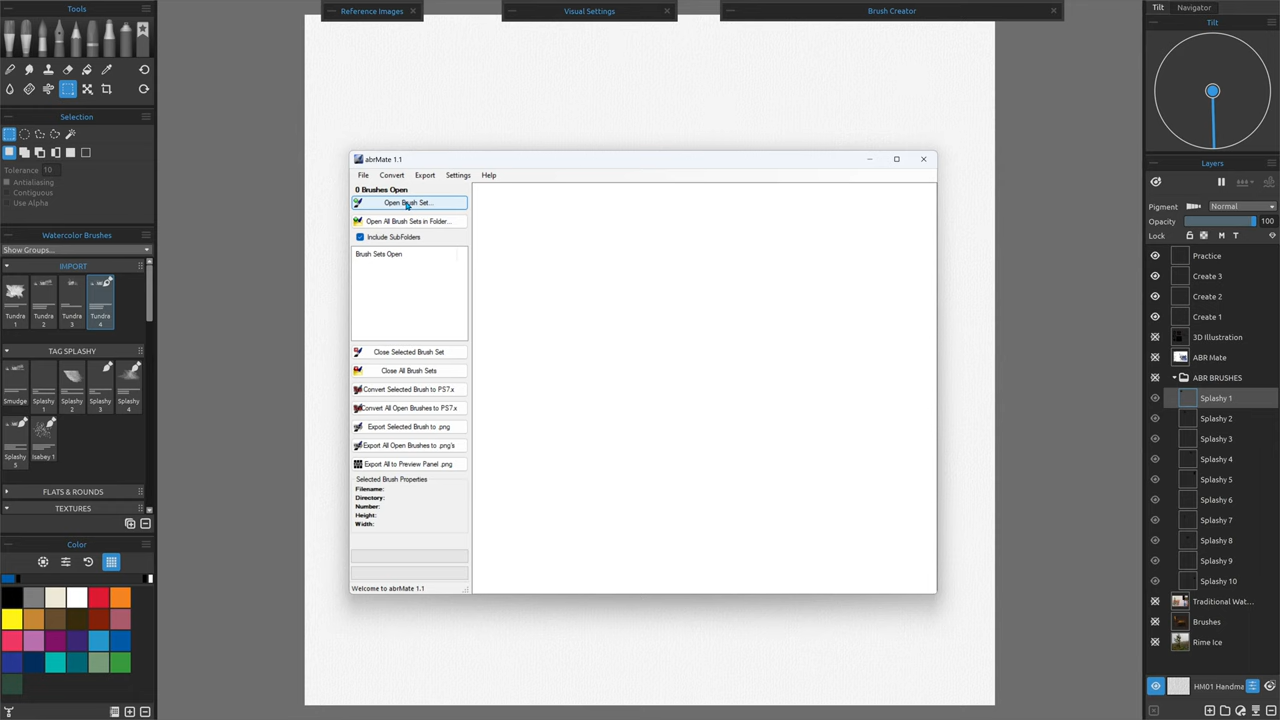 Tools
Reference Images
Visual Settings
Brush Creator
Tilt
Navigator
Tilt
Selection
Tolerance 10
Antialiasing
Contiguous
Use Alpha
Watercolor Brushes
Show Groups...
IMPORT
Tundra 1
Tundra 2
Tundra 3
Tundra 4
TAG SPLASHY
Smudge
Splashy 1
Splashy 2
Splashy 3
Splashy 4
Splashy 5
Isabey 1
FLATS & ROUNDS
TEXTURES
Color
abrMate 1.1
File Convert Export Settings Help
0 Brushes Open
Open Brush Set...
Open All Brush Sets in Folder...
Include SubFolders
Brush Sets Open
Close Selected Brush Set
Close All Brush Sets
Convert Selected Brush to PS7.x
Convert All Open Brushes to PS7.x
Export Selected Brush to .png
Export All Open Brushes to .png's
Export All to Preview Panel .png
Selected Brush Properties
Filename:
Directory:
Number:
Height:
Width:
Welcome to abrMate 1.1
Layers
Pigment Normal
Opacity 100
Lock M T
Practice
Create 3
Create 2
Create 1
3D Illustration
ABR Mate
ABR BRUSHES
Splashy 1
Splashy 2
Splashy 3
Splashy 4
Splashy 5
Splashy 6
Splashy 7
Splashy 8
Splashy 9
Splashy 10
Traditional Wat...
Brushes
Rime Ice
HM01 Handma